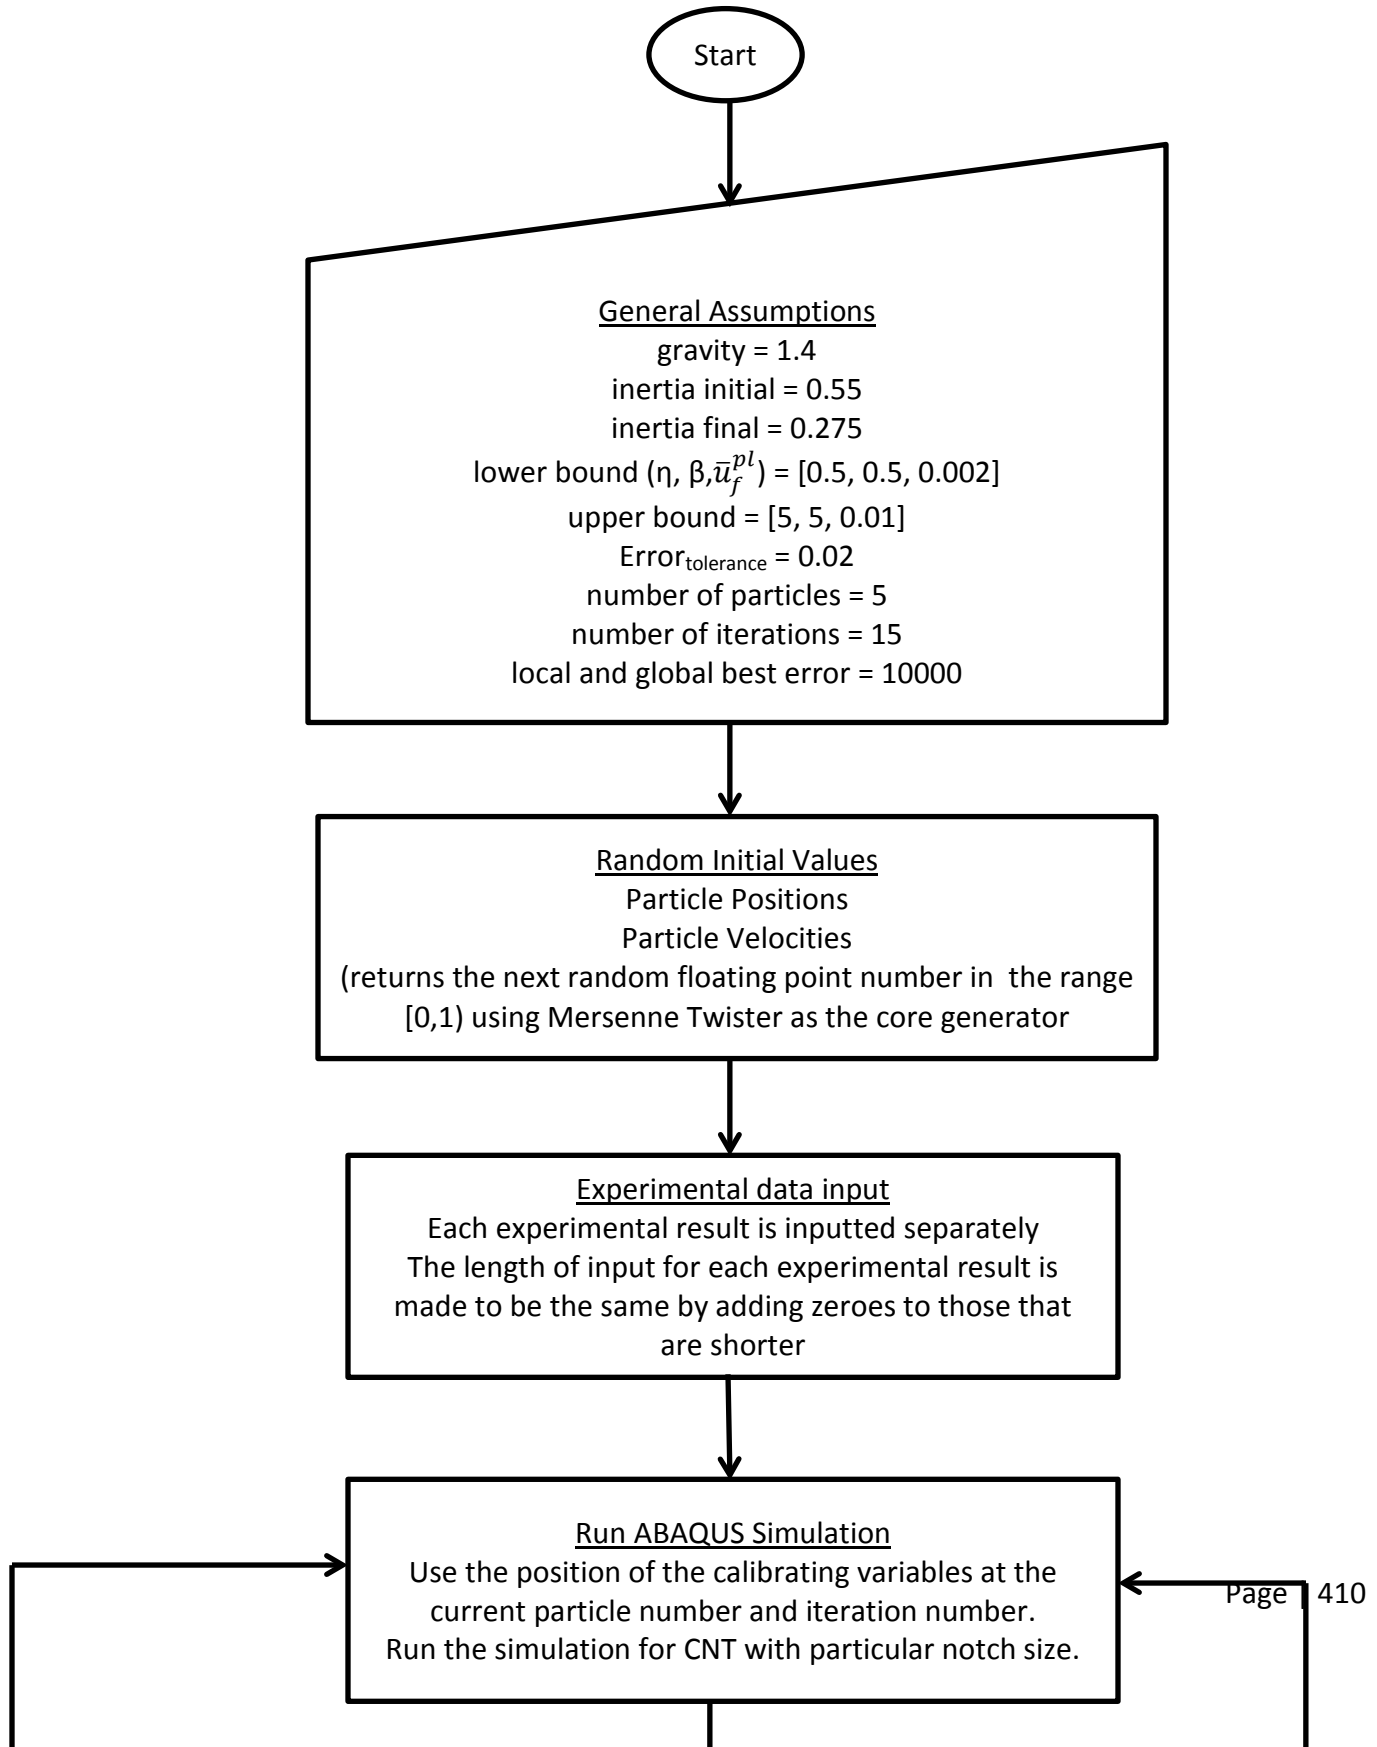 Start
General Assumptions
gravity = 1.4
inertia initial = 0.55
inertia final = 0.275
lower bound (η, β,ū_f^pl) = [0.5, 0.5, 0.002]
upper bound = [5, 5, 0.01]
Error_tolerance = 0.02
number of particles = 5
number of iterations = 15
local and global best error = 10000
Random Initial Values
Particle Positions
Particle Velocities
(returns the next random floating point number in  the range
[0,1) using Mersenne Twister as the core generator
Experimental data input
Each experimental result is inputted separately
The length of input for each experimental result is
made to be the same by adding zeroes to those that
are shorter
Run ABAQUS Simulation
Use the position of the calibrating variables at the
current particle number and iteration number.
Run the simulation for CNT with particular notch size.
Page | 410